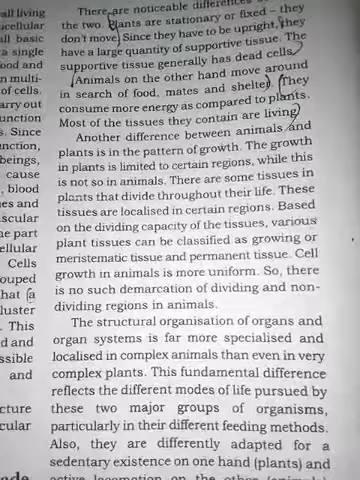 all living
ucellular
all basic
a single
ood and
n multi-
of cells.
arry out
unction
s. Since
nction,
beings,
cause
, blood
es and
scular
ne part
ellular
Cells
ouped
hat a
luster
. This
d and
ssible
and
cture
cular
There are noticeable differences
the two. Plants are stationary or fixed – they
don't move. Since they have to be upright, they
have a large quantity of supportive tissue. The
supportive tissue generally has dead cells.
Animals on the other hand move around
in search of food, mates and shelter. They
consume more energy as compared to plants.
Most of the tissues they contain are living.
Another difference between animals and
plants is in the pattern of growth. The growth
in plants is limited to certain regions, while this
is not so in animals. There are some tissues in
plants that divide throughout their life. These
tissues are localised in certain regions. Based
on the dividing capacity of the tissues, various
plant tissues can be classified as growing or
meristematic tissue and permanent tissue. Cell
growth in animals is more uniform. So, there
is no such demarcation of dividing and non-
dividing regions in animals.
The structural organisation of organs and
organ systems is far more specialised and
localised in complex animals than even in very
complex plants. This fundamental difference
reflects the different modes of life pursued by
these two major groups of organisms,
particularly in their different feeding methods.
Also, they are differently adapted for a
sedentary existence on one hand (plants) and
active locomotion on the other